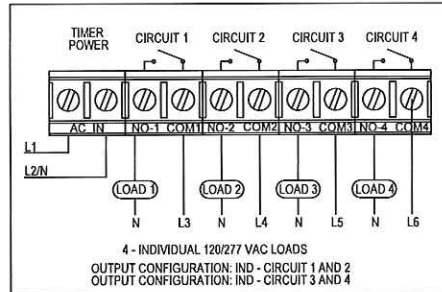 TIMER POWER
CIRCUIT 1 CIRCUIT 2 CIRCUIT 3 CIRCUIT 4
AC IN NO-1 COM1 NO-2 COM2 NO-3 COM3 NO-4 COM4
L1
L2/N
LOAD 1 LOAD 2 LOAD 3 LOAD 4
N L3 N L4 N L5 N L6
4 - INDIVIDUAL 120/277 VAC LOADS
OUTPUT CONFIGURATION: IND - CIRCUIT 1 AND 2
OUTPUT CONFIGURATION: IND - CIRCUIT 3 AND 4